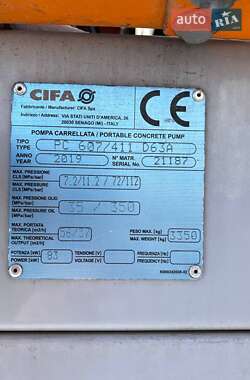 AUTO RIA
CIFA
CE
Fabbricante / Manufacturer: CIFA Spa
Indirizzo / Address: VIA STATI UNITI D'AMERICA, 26
20030 SENAGO (MI) -ITALY
POMPA CARRELLATA / PORTABLE CONCRETE PUMP
TIPO
TYPE PC 607/411 D63A
ANNO
YEAR 2019 N° MATR.
SERIAL No. 21187
MAX. PRESSIONE
CLS (MPa/bar)
MAX. PRESSURE
CLS (MPa/bar) 7.2/11.2 / 72/112
MAX. PRESSIONE OLIO
(MPa/bar)
MAX. PRESSURE OIL
(MPa/bar) 35 / 350
MAX. PORTATA
TEORICA (m3/h)
MAX. THEORETICAL
OUTPUT (m3/h) 58/37 PESO MAX. (kg)
MAX. WEIGHT (kg) 3350
POTENZA (kW)
POWER (kW) 83 TENSIONE (V)
VOLTAGE (V) FREQUENZA (Hz)
FREQUENCY (Hz)